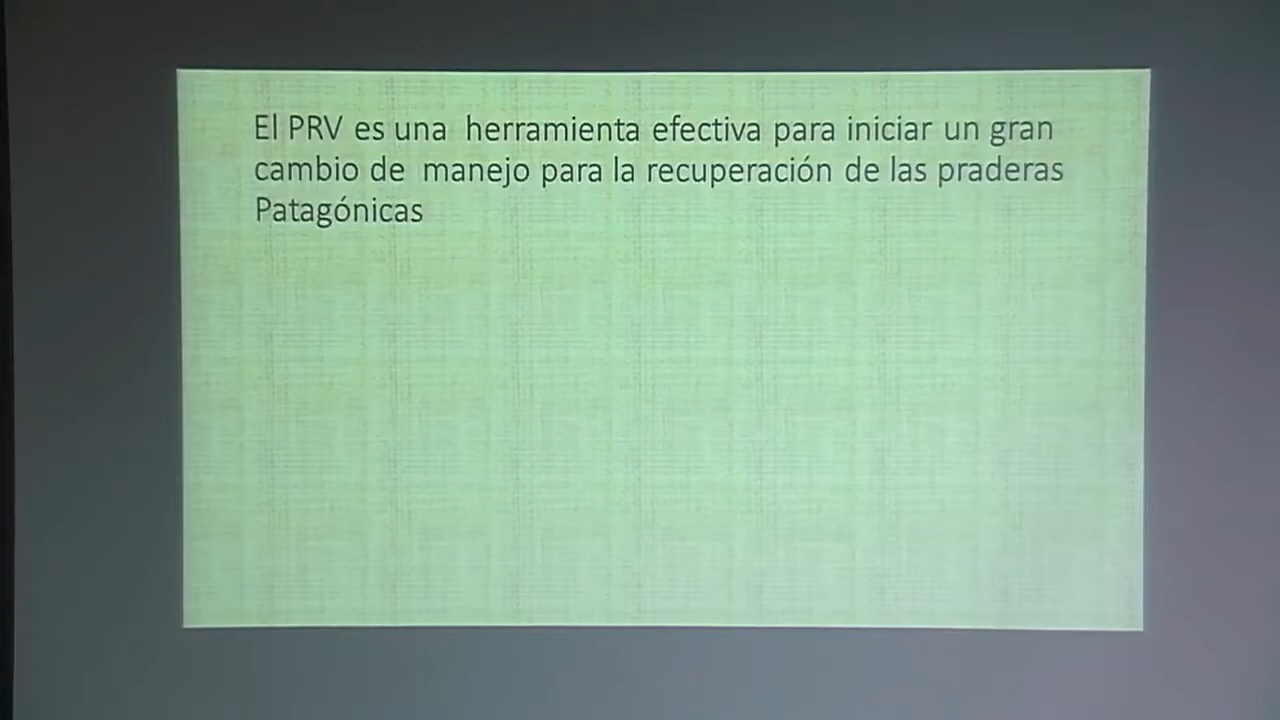 El PRV es una herramienta efectiva para iniciar un gran
cambio de manejo para la recuperación de las praderas
Patagónicas